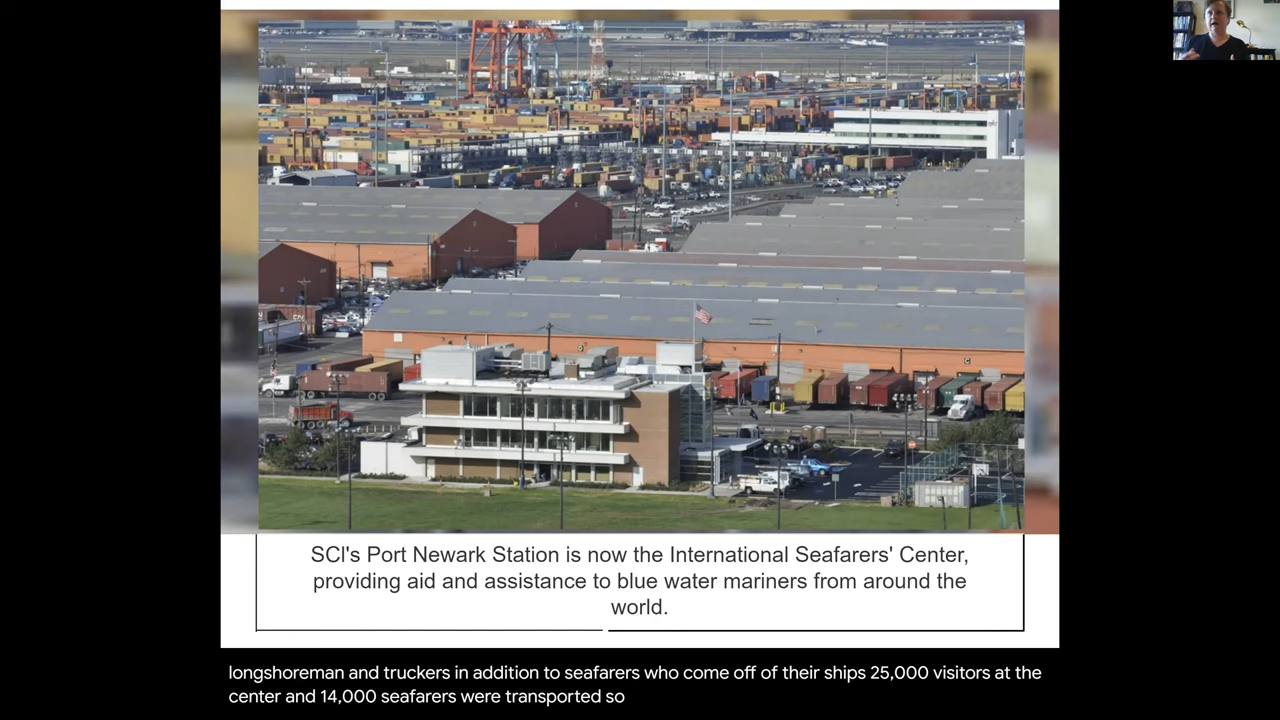 SCI's Port Newark Station is now the International Seafarers' Center,
providing aid and assistance to blue water mariners from around the
world.
longshoreman and truckers in addition to seafarers who come off of their ships 25,000 visitors at the
center and 14,000 seafarers were transported so